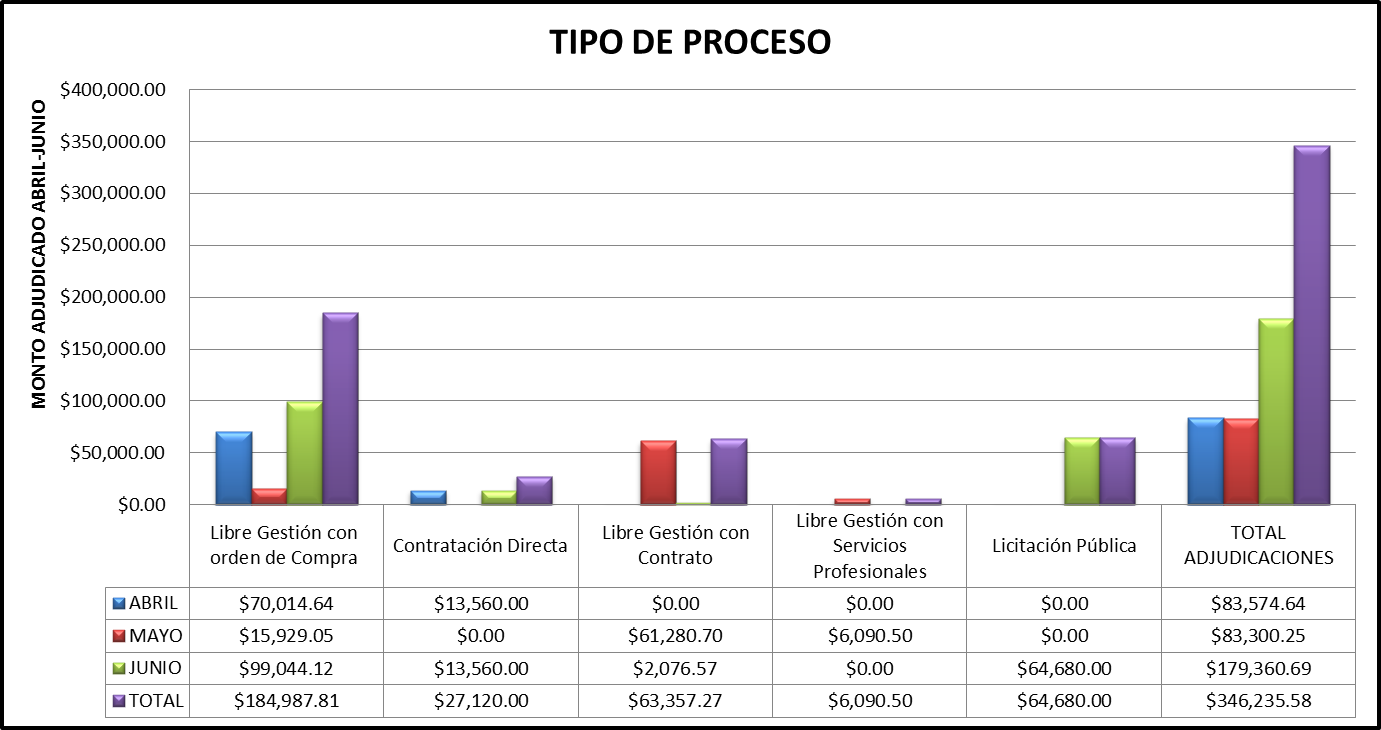 TIPO DE PROCESO
MONTO ADJUDICADO ABRIL-JUNIO
$400,000.00
$350,000.00
$300,000.00
$250,000.00
$200,000.00
$150,000.00
$100,000.00
$50,000.00
$0.00
Libre Gestión con
orden de Compra
Contratación Directa
Libre Gestión con
Contrato
Libre Gestión con
Servicios
Profesionales
Licitación Pública
TOTAL
ADJUDICACIONES
ABRIL $70,014.64 $13,560.00 $0.00 $0.00 $0.00 $83,574.64
MAYO $15,929.05 $0.00 $61,280.70 $6,090.50 $0.00 $83,300.25
JUNIO $99,044.12 $13,560.00 $2,076.57 $0.00 $64,680.00 $179,360.69
TOTAL $184,987.81 $27,120.00 $63,357.27 $6,090.50 $64,680.00 $346,235.58